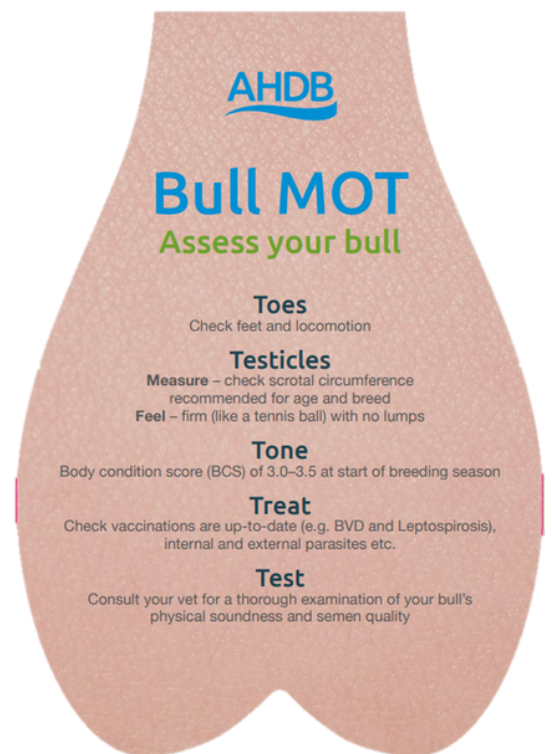 AHDB
Bull MOT
Assess your bull
Toes
Check feet and locomotion
Testicles
Measure – check scrotal circumference
recommended for age and breed
Feel – firm (like a tennis ball) with no lumps
Tone
Body condition score (BCS) of 3.0–3.5 at start of breeding season
Treat
Check vaccinations are up-to-date (e.g. BVD and Leptospirosis),
internal and external parasites etc.
Test
Consult your vet for a thorough examination of your bull's
physical soundness and semen quality